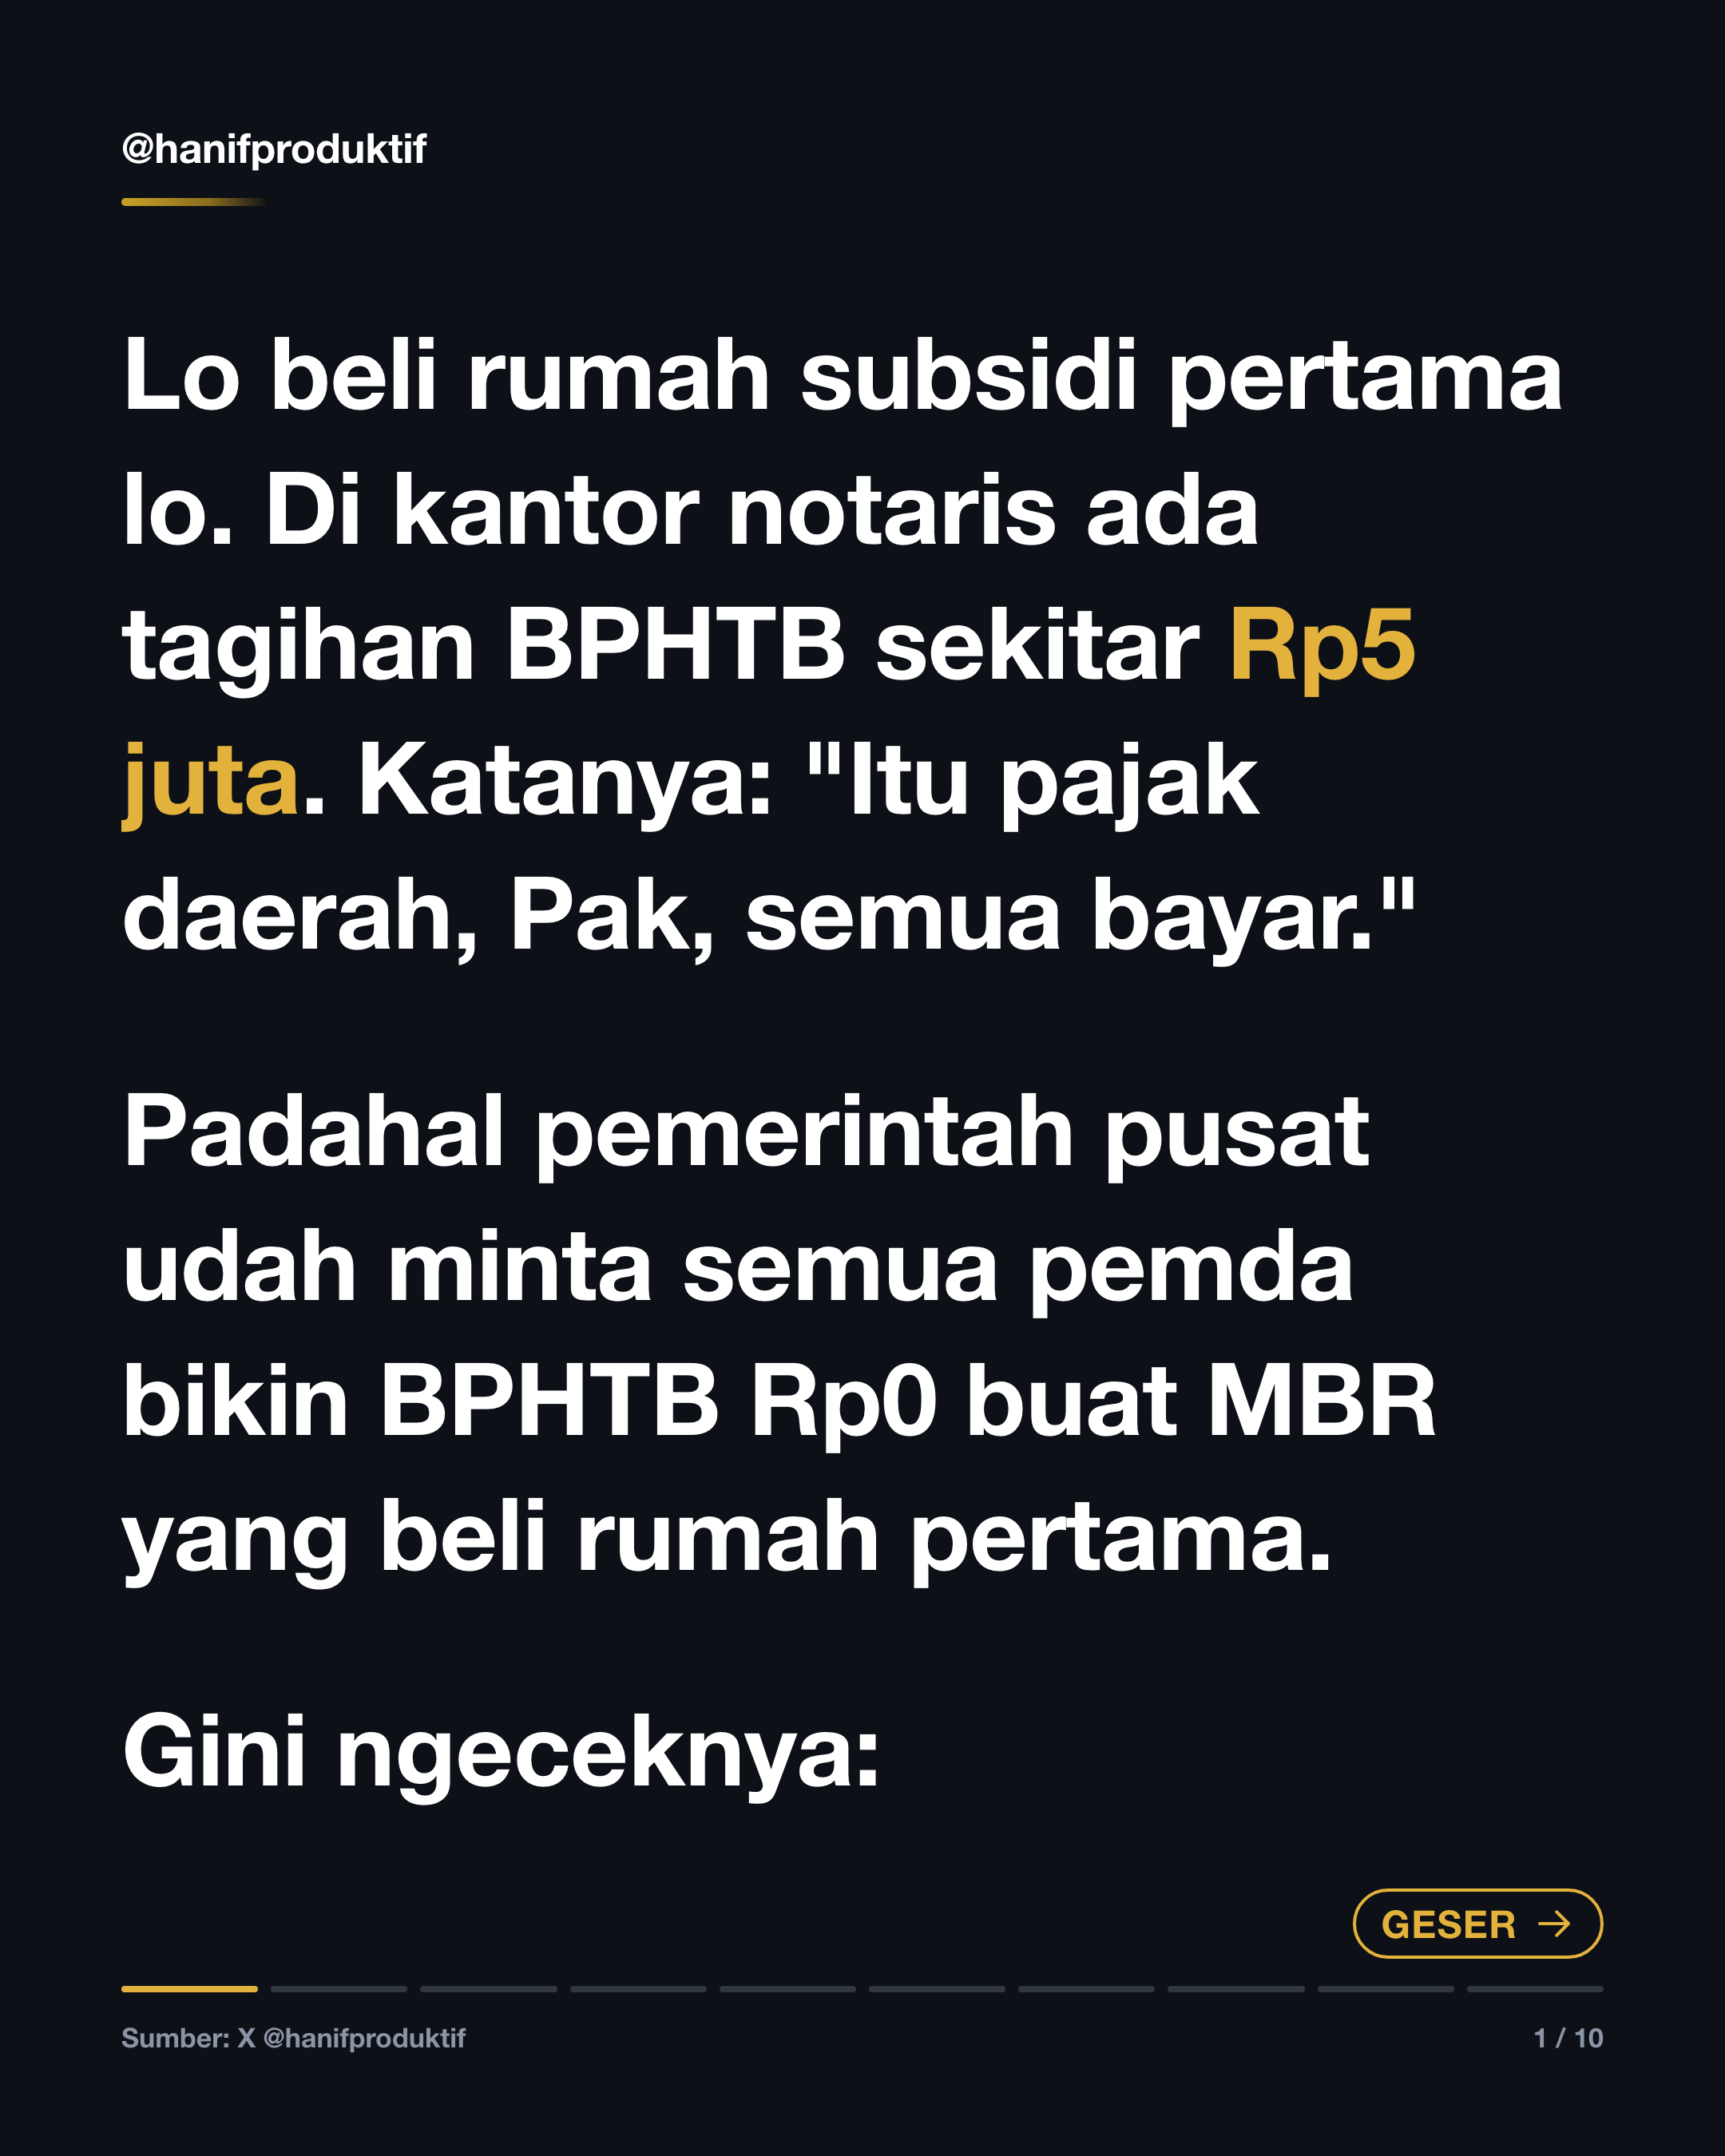 @hanifproduktif
Lo beli rumah subsidi pertama
lo. Di kantor notaris ada
tagihan BPHTB sekitar Rp5
juta. Katanya: "Itu pajak
daerah, Pak, semua bayar."
Padahal pemerintah pusat
udah minta semua pemda
bikin BPHTB Rp0 buat MBR
yang beli rumah pertama.
Gini ngeceknya:
GESER →
Sumber: X @hanifproduktif
1 / 10